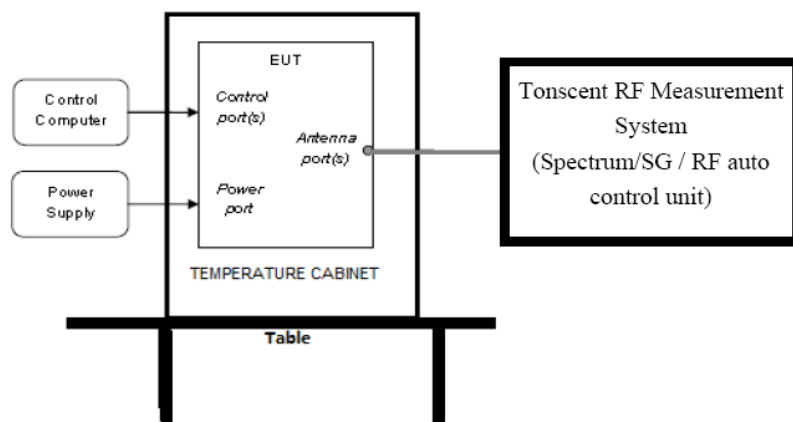 EUT
Control
Computer
Control
port(s)
Antenna
port(s)
Power
Supply
Power
port
TEMPERATURE CABINET
Table
Tonscent RF Measurement
System
(Spectrum/SG / RF auto
control unit)